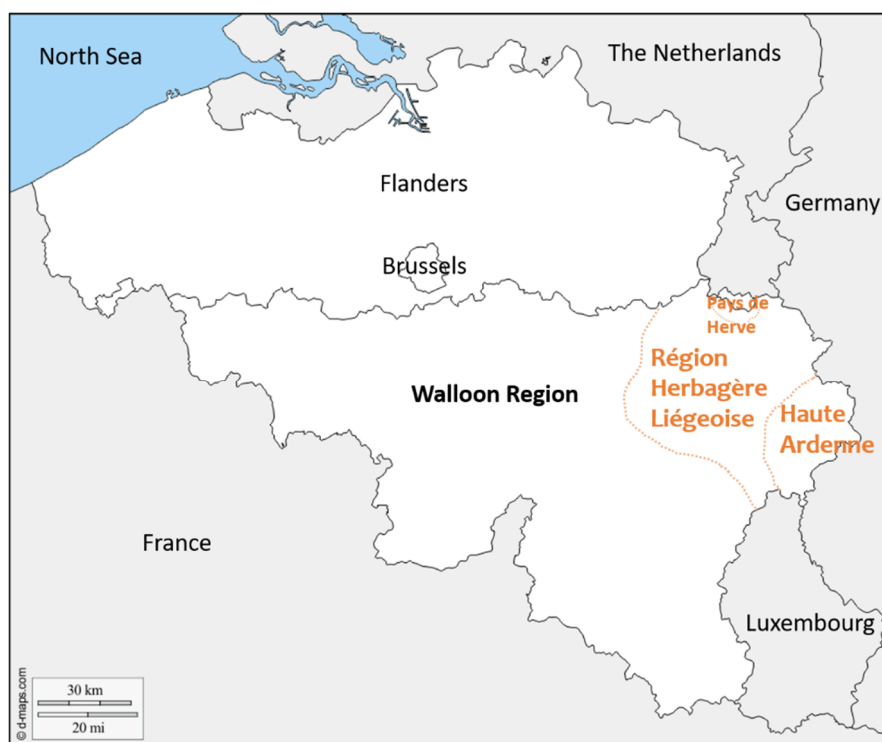 North Sea
The Netherlands
Flanders
Germany
Brussels
Pays de
Herve
Région
Herbagère
Liégeoise
Walloon Region
Haute
Ardenne
France
Luxembourg
30 km
20 mi
© d-maps.com